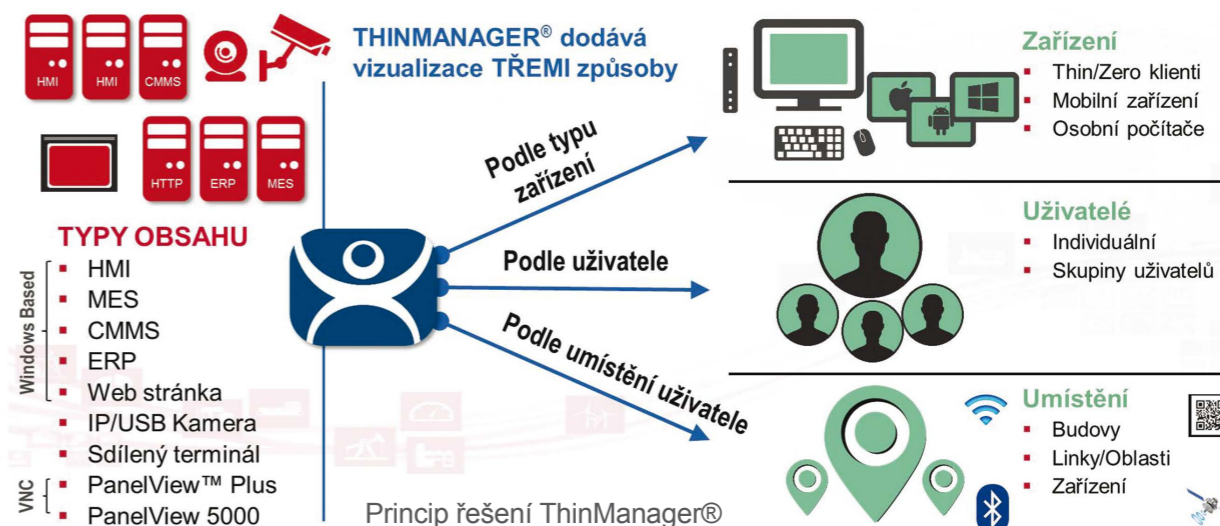 HMI
HMI
CMMS
HTTP
ERP
MES
TYPY OBSAHU
Windows Based
HMI
MES
CMMS
ERP
Web stránka
IP/USB Kamera
Sdílený terminál
VNC
PanelView™ Plus
PanelView 5000
THINMANAGER® dodává
vizualizace TŘEMI způsoby
Podle typu
zařízení
Podle uživatele
Podle umístění uživatele
Princip řešení ThinManager®
Zařízení
Thin/Zero klienti
Mobilní zařízení
Osobní počítače
Uživatelé
Individuální
Skupiny uživatelů
Umístění
Budovy
Linky/Oblasti
Zařízení